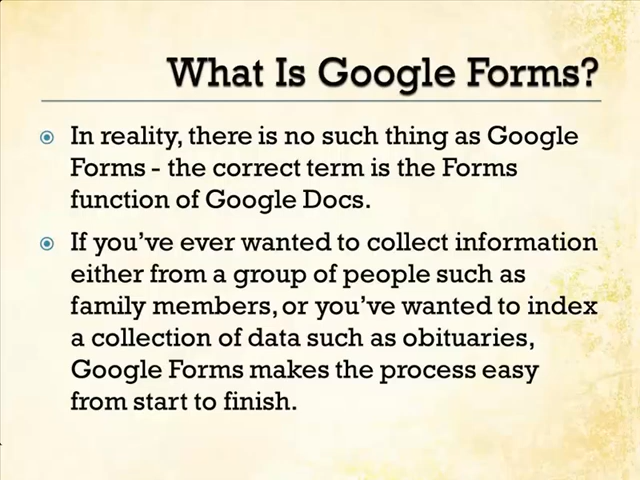 What Is Google Forms?
In reality, there is no such thing as Google
Forms - the correct term is the Forms
function of Google Docs.
If you've ever wanted to collect information
either from a group of people such as
family members, or you've wanted to index
a collection of data such as obituaries,
Google Forms makes the process easy
from start to finish.